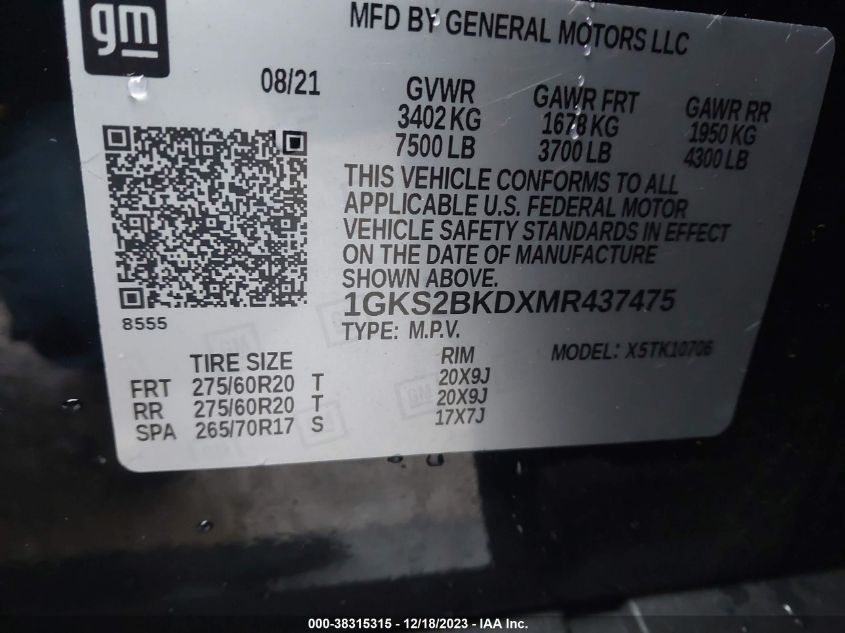 gm
MFD BY GENERAL MOTORS LLC
08/21
GVWR GAWR FRT GAWR RR
3402 KG 1678 KG 1950 KG
7500 LB 3700 LB 4300 LB
THIS VEHICLE CONFORMS TO ALL
APPLICABLE U.S. FEDERAL MOTOR
VEHICLE SAFETY STANDARDS IN EFFECT
ON THE DATE OF MANUFACTURE
SHOWN ABOVE.
1GKS2BKDXMR437475
8555
TYPE: M.P.V.
MODEL: X5TK10706
TIRE SIZE RIM
FRT 275/60R20 T 20X9J
RR 275/60R20 T 20X9J
SPA 265/70R17 S 17X7J
000-38315315 - 12/18/2023 - IAA Inc.